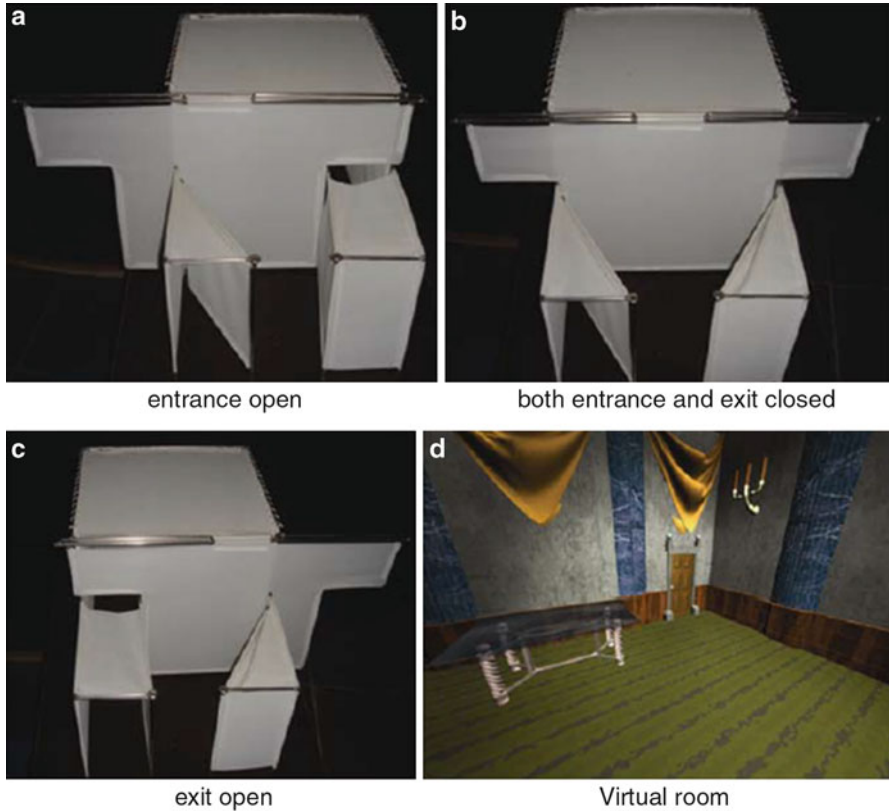 a
b
entrance open
both entrance and exit closed
c
d
exit open
Virtual room